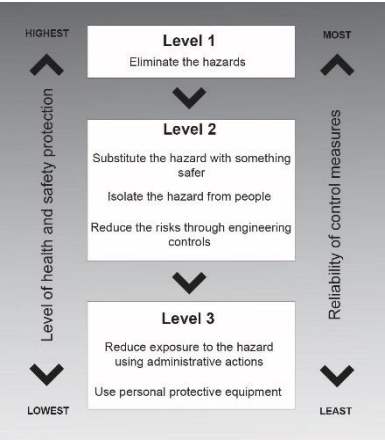 HIGHEST
MOST
Level 1
Eliminate the hazards
Level 2
Substitute the hazard with something
safer
Isolate the hazard from people
Reduce the risks through engineering
controls
Level 3
Reduce exposure to the hazard
using administrative actions
Use personal protective equipment
Level of health and safety protection
Reliability of control measures
LOWEST
LEAST